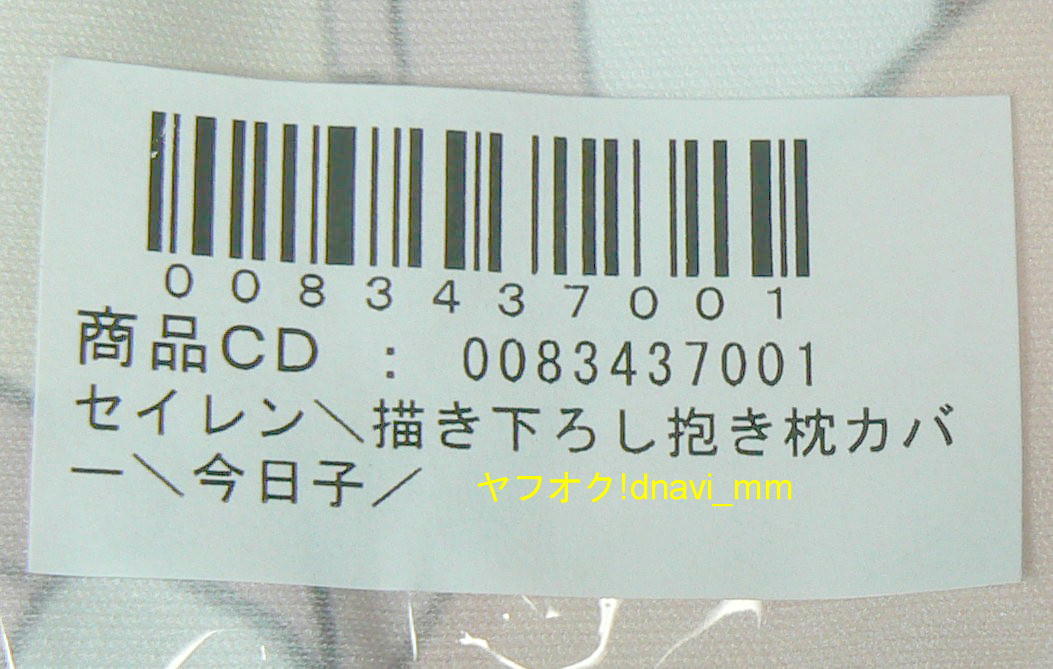 0083437001
商品CD : 0083437001
セイレン＼描き下ろし抱き枕カバ
ー＼今日子／
ヤフオク!dnavi_mm